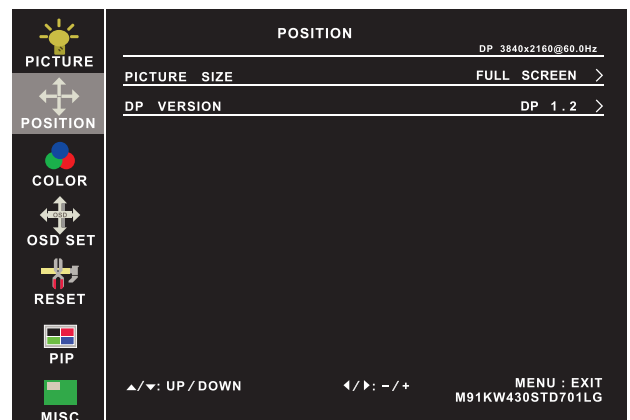 POSITION
DP 3840x2160@60.0Hz
PICTURE
PICTURE SIZE FULL SCREEN >
DP VERSION DP 1.2 >
POSITION
COLOR
OSD
OSD SET
RESET
PIP
MISC
▲/▼: UP/DOWN ◀/▶: -/+ MENU : EXIT
M91KW430STD701LG